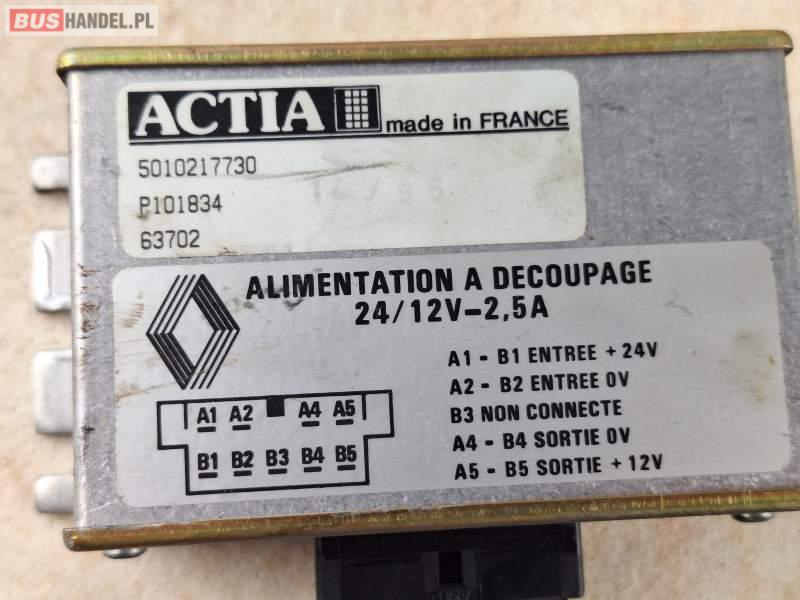 BUSHANDEL.PL
ACTIA made in FRANCE
5010217730
P101834
63702
ALIMENTATION A DECOUPAGE
24/12V-2,5A
A1 - B1 ENTREE + 24V
A2 - B2 ENTREE 0V
B3 NON CONNECTE
A4 - B4 SORTIE 0V
A5 - B5 SORTIE + 12V
A1 A2 A4 A5
B1 B2 B3 B4 B5